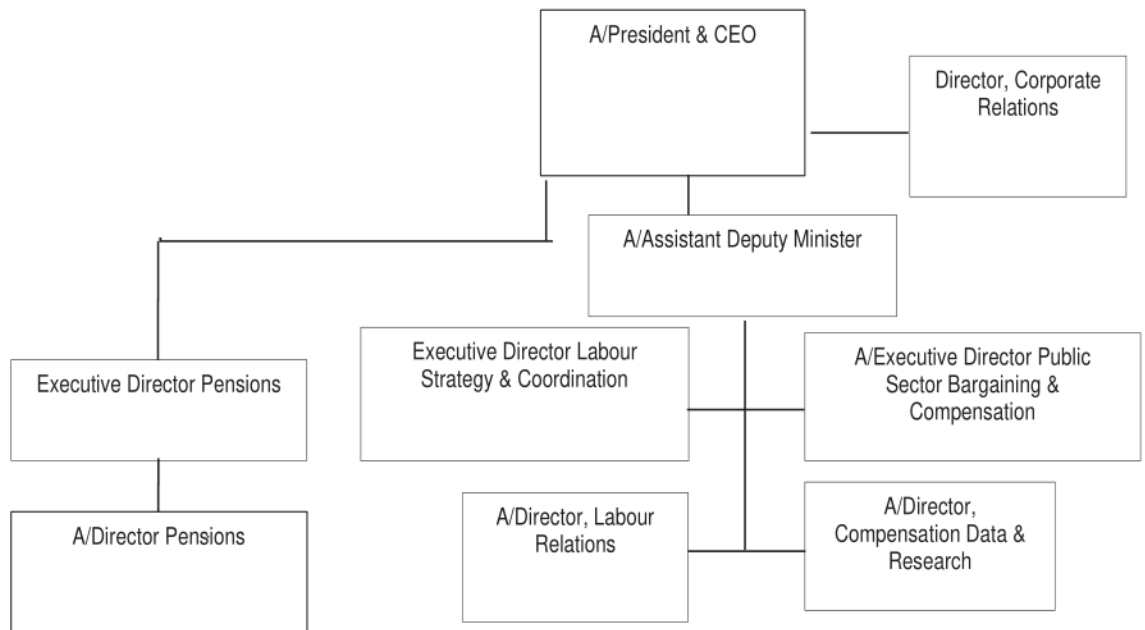 A/President & CEO
Director, Corporate
Relations
A/Assistant Deputy Minister
Executive Director Labour
Strategy & Coordination
A/Executive Director Public
Sector Bargaining &
Compensation
Executive Director Pensions
A/Director, Labour
Relations
A/Director,
Compensation Data &
Research
A/Director Pensions